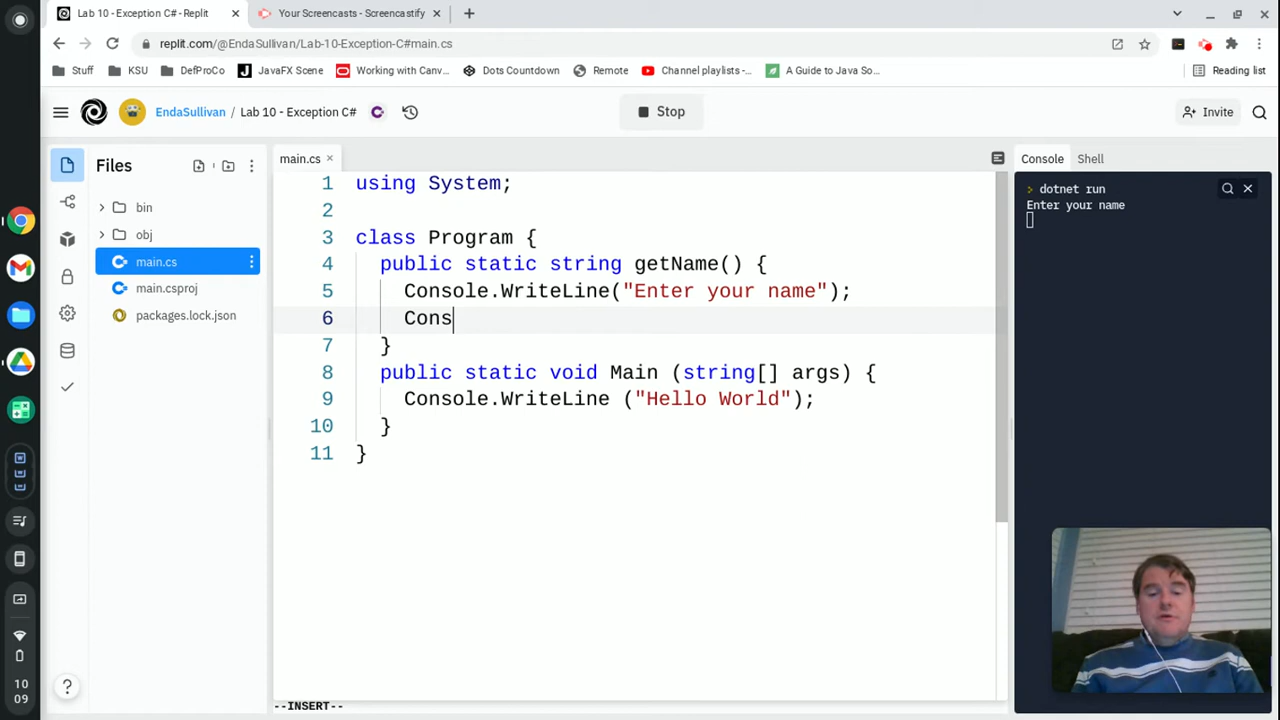 Lab 10 - Exception C# - Replit
Your Screencasts - Screencastify
replit.com/@EndaSullivan/Lab-10-Exception-C#main.cs
Stuff
KSU
DefProCo
JavaFX Scene
Working with Canv...
Dots Countdown
Remote
Channel playlists -...
A Guide to Java So...
Reading list
EndaSullivan / Lab 10 - Exception C#
Stop
Invite
Files
main.cs
Console
Shell
bin
obj
main.cs
main.csproj
packages.lock.json
1 using System;
2
3 class Program {
4 public static string getName() {
5 Console.WriteLine("Enter your name");
6 Cons
7 }
8 public static void Main (string[] args) {
9 Console.WriteLine ("Hello World");
10 }
11 }
> dotnet run
Enter your name
--INSERT--
10
09
?